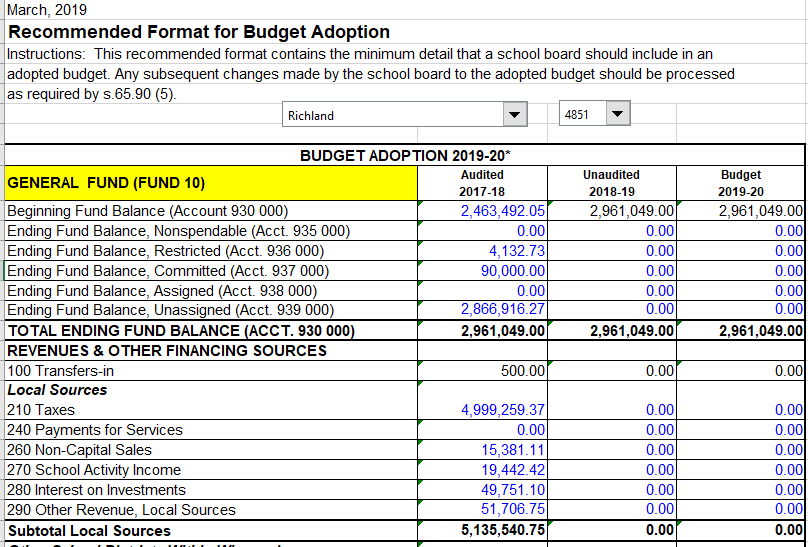 March, 2019
Recommended Format for Budget Adoption
Instructions:  This recommended format contains the minimum detail that a school board should include in an
adopted budget. Any subsequent changes made by the school board to the adopted budget should be processed
as required by s.65.90 (5).
Richland 4851
BUDGET ADOPTION 2019-20*
GENERAL FUND (FUND 10) Audited 2017-18 Unaudited 2018-19 Budget 2019-20
Beginning Fund Balance (Account 930 000) 2,463,492.05 2,961,049.00 2,961,049.00
Ending Fund Balance, Nonspendable (Acct. 935 000) 0.00 0.00 0.00
Ending Fund Balance, Restricted (Acct. 936 000) 4,132.73 0.00 0.00
Ending Fund Balance, Committed (Acct. 937 000) 90,000.00 0.00 0.00
Ending Fund Balance, Assigned (Acct. 938 000) 0.00 0.00 0.00
Ending Fund Balance, Unassigned (Acct. 939 000) 2,866,916.27 0.00 0.00
TOTAL ENDING FUND BALANCE (ACCT. 930 000) 2,961,049.00 2,961,049.00 2,961,049.00
REVENUES & OTHER FINANCING SOURCES
100 Transfers-in 500.00 0.00 0.00
Local Sources
210 Taxes 4,999,259.37 0.00 0.00
240 Payments for Services 0.00 0.00 0.00
260 Non-Capital Sales 15,381.11 0.00 0.00
270 School Activity Income 19,442.42 0.00 0.00
280 Interest on Investments 49,751.10 0.00 0.00
290 Other Revenue, Local Sources 51,706.75 0.00 0.00
Subtotal Local Sources 5,135,540.75 0.00 0.00